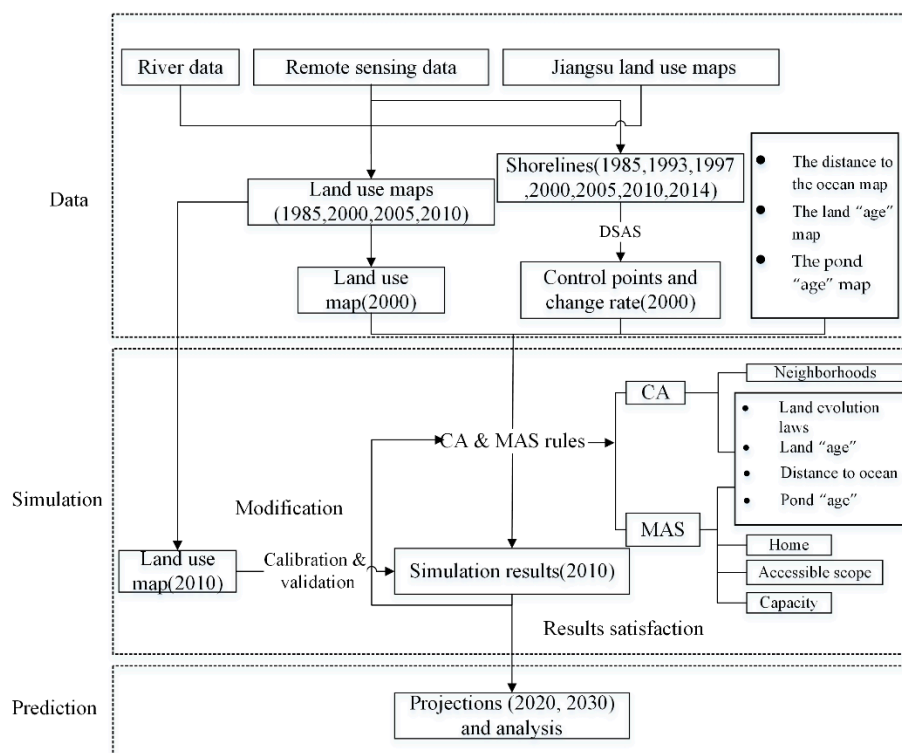 River data
Remote sensing data
Jiangsu land use maps
Data
Land use maps
(1985,2000,2005,2010)
Shorelines(1985,1993,1997
,2000,2005,2010,2014)
DSAS
Land use
map(2000)
Control points and
change rate(2000)
● The distance to
the ocean map
● The land “age”
map
● The pond
“age” map
Simulation
CA & MAS rules
CA
Neighborhoods
• Land evolution
laws
• Land “age”
• Distance to ocean
• Pond “age”
MAS
Home
Accessible scope
Capacity
Modification
Land use
map(2010)
Calibration &
validation
Simulation results(2010)
Results satisfaction
Prediction
Projections (2020, 2030)
and analysis